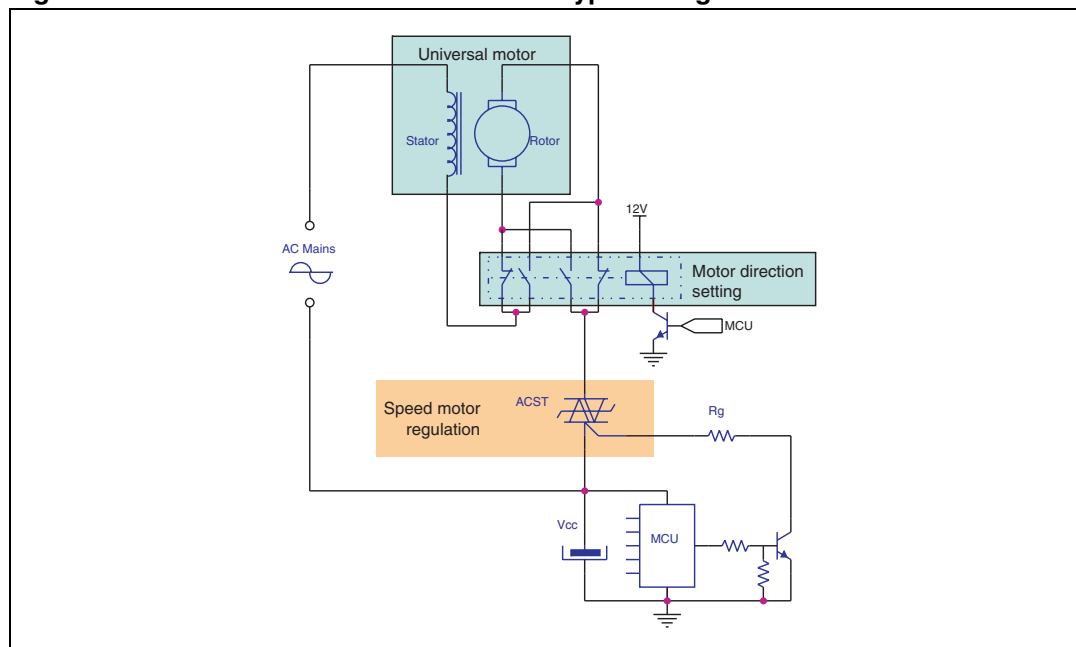 Universal motor
Stator
Rotor
AC Mains
12V
Motor direction
setting
MCU
Speed motor
regulation
ACST
Rg
Vcc
MCU